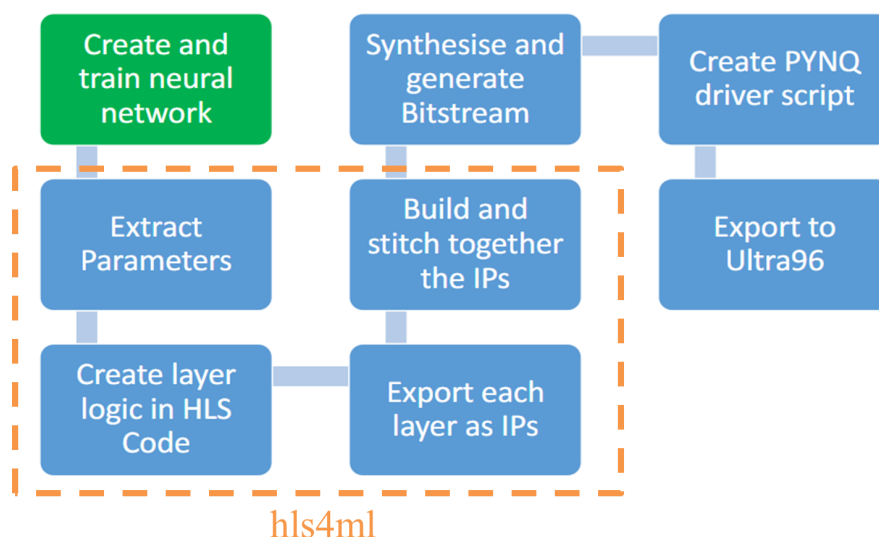 Create and
train neural
network
Extract
Parameters
Create layer
logic in HLS
Code
Export each
layer as IPs
Build and
stitch together
the IPs
Synthesise and
generate
Bitstream
Create PYNQ
driver script
Export to
Ultra96
hls4ml